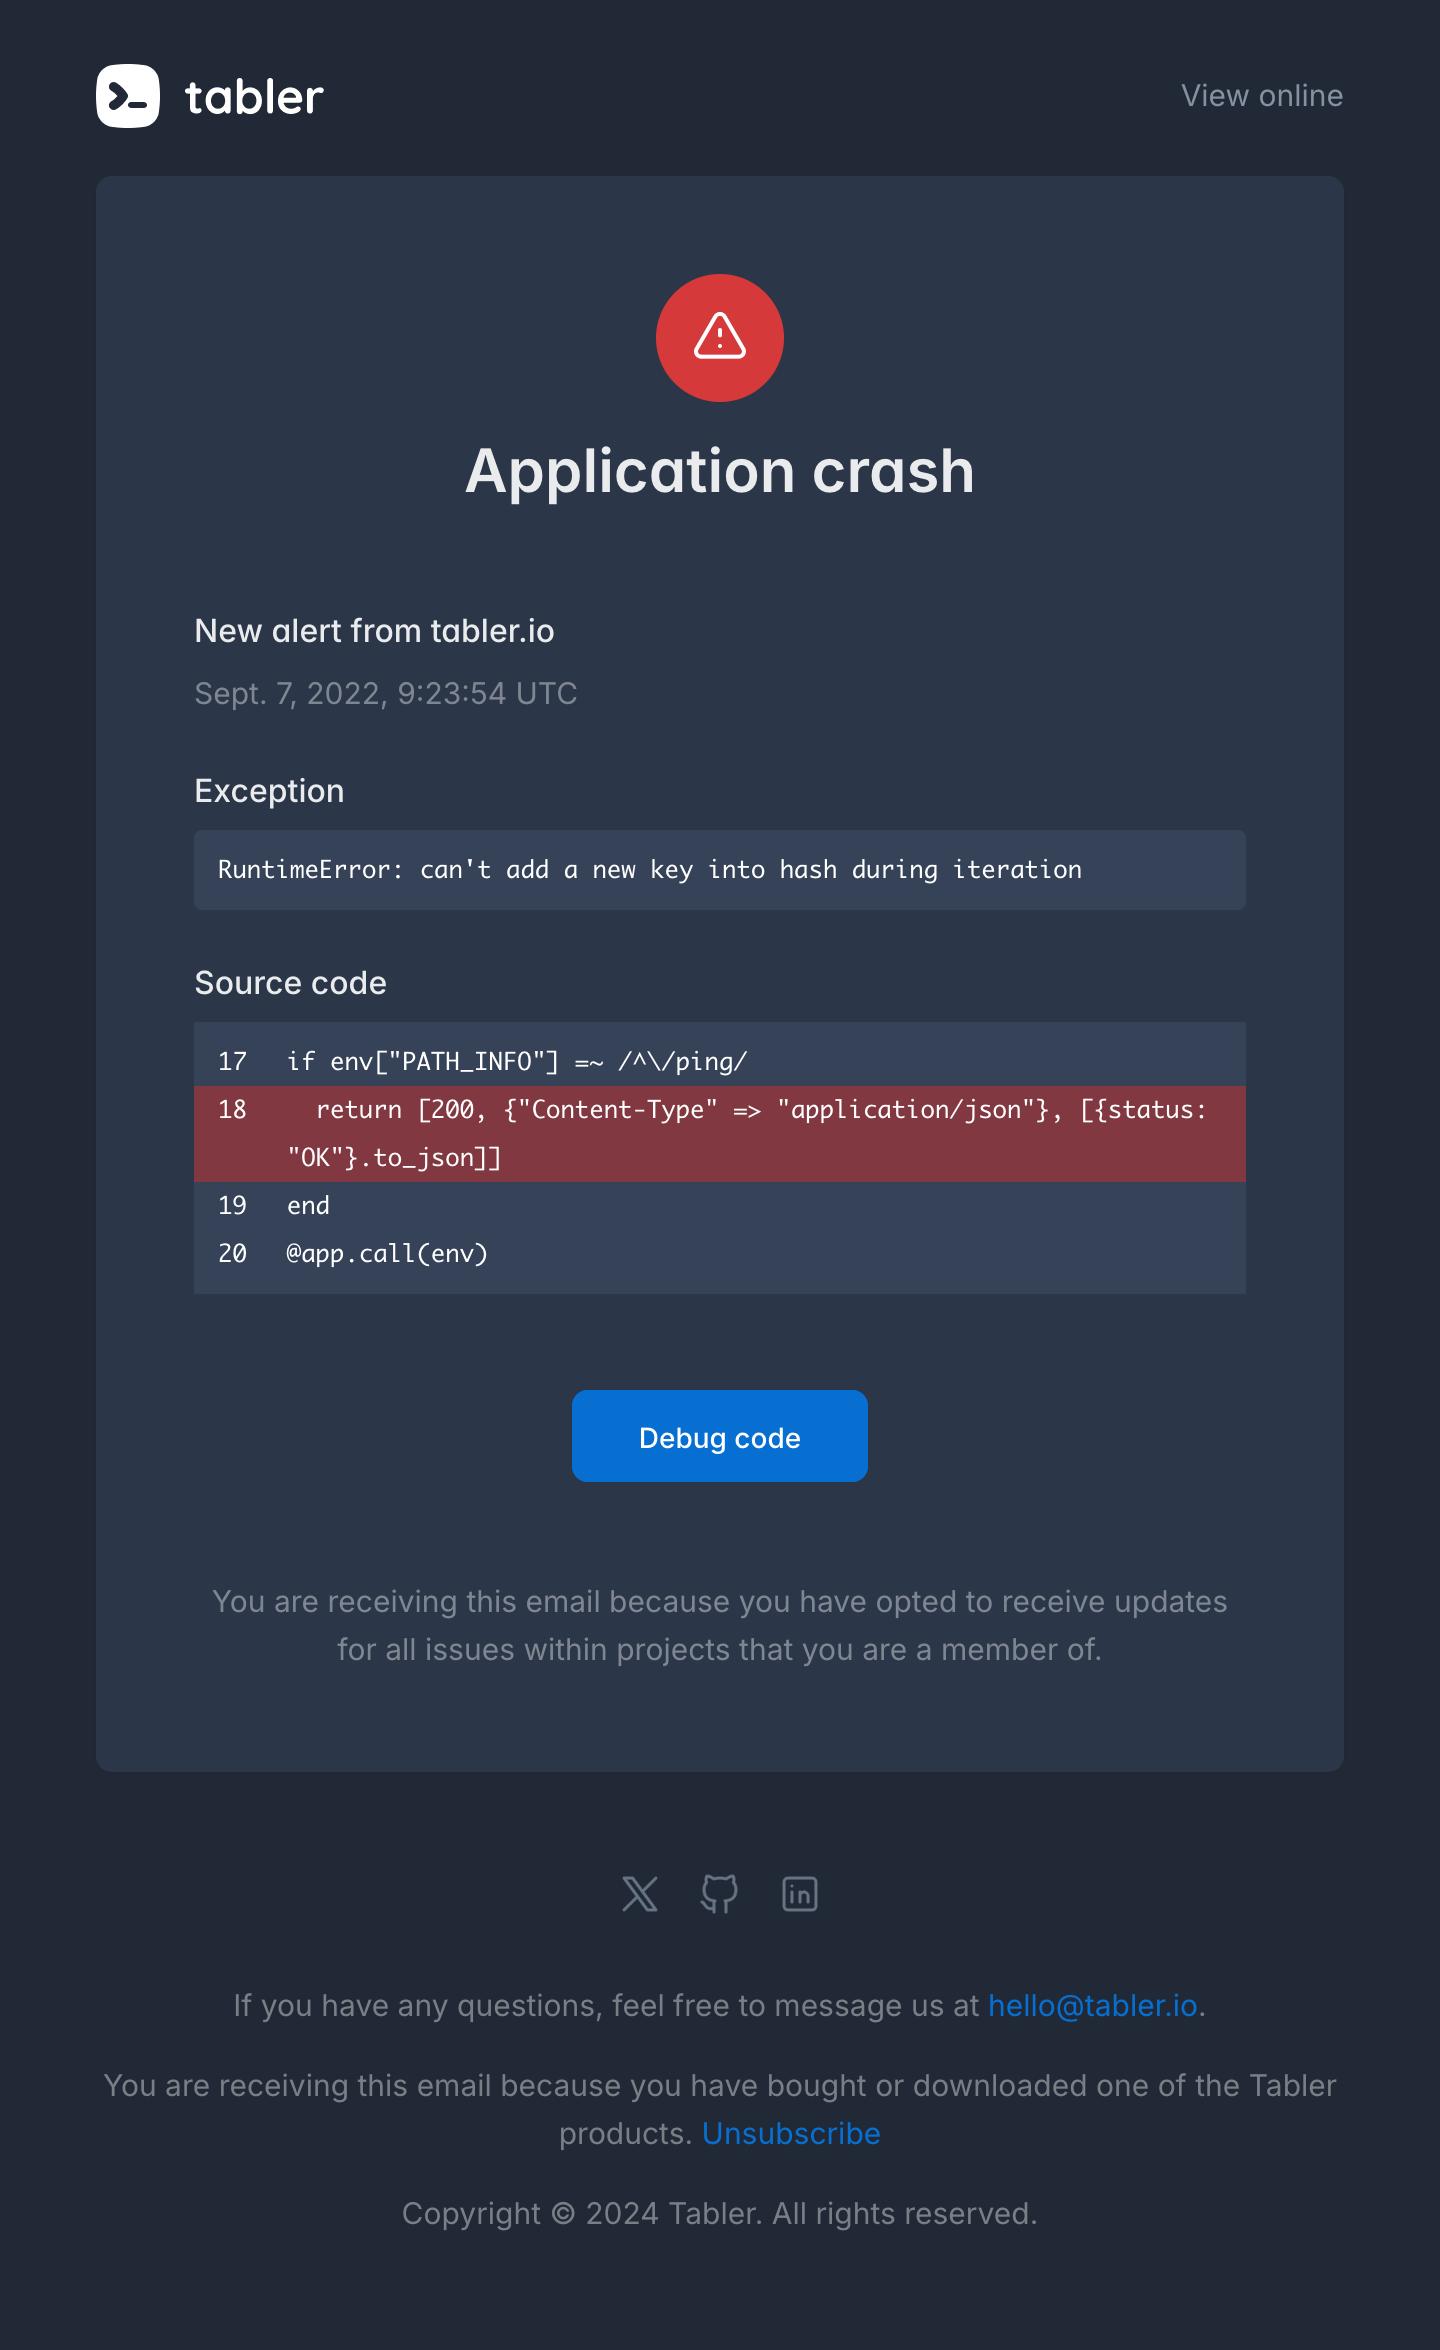 tabler
View online
Application crash
New alert from tabler.io
Sept. 7, 2022, 9:23:54 UTC
Exception
RuntimeError: can't add a new key into hash during iteration
Source code
17 if env["PATH_INFO"] =~ /^\/ping/
18 return [200, {"Content-Type" => "application/json"}, [{status:
"OK"}.to_json]]
19 end
20 @app.call(env)
Debug code
You are receiving this email because you have opted to receive updates
for all issues within projects that you are a member of.
If you have any questions, feel free to message us at hello@tabler.io.
You are receiving this email because you have bought or downloaded one of the Tabler
products. Unsubscribe
Copyright © 2024 Tabler. All rights reserved.